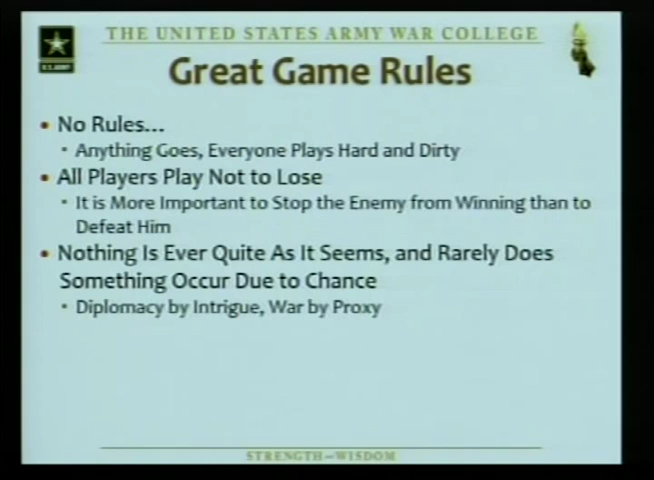 THE UNITED STATES ARMY WAR COLLEGE
U.S. ARMY
Great Game Rules
• No Rules...
• Anything Goes, Everyone Plays Hard and Dirty
• All Players Play Not to Lose
• It is More Important to Stop the Enemy from Winning than to
Defeat Him
• Nothing Is Ever Quite As It Seems, and Rarely Does
Something Occur Due to Chance
• Diplomacy by Intrigue, War by Proxy
STRENGTH—WISDOM